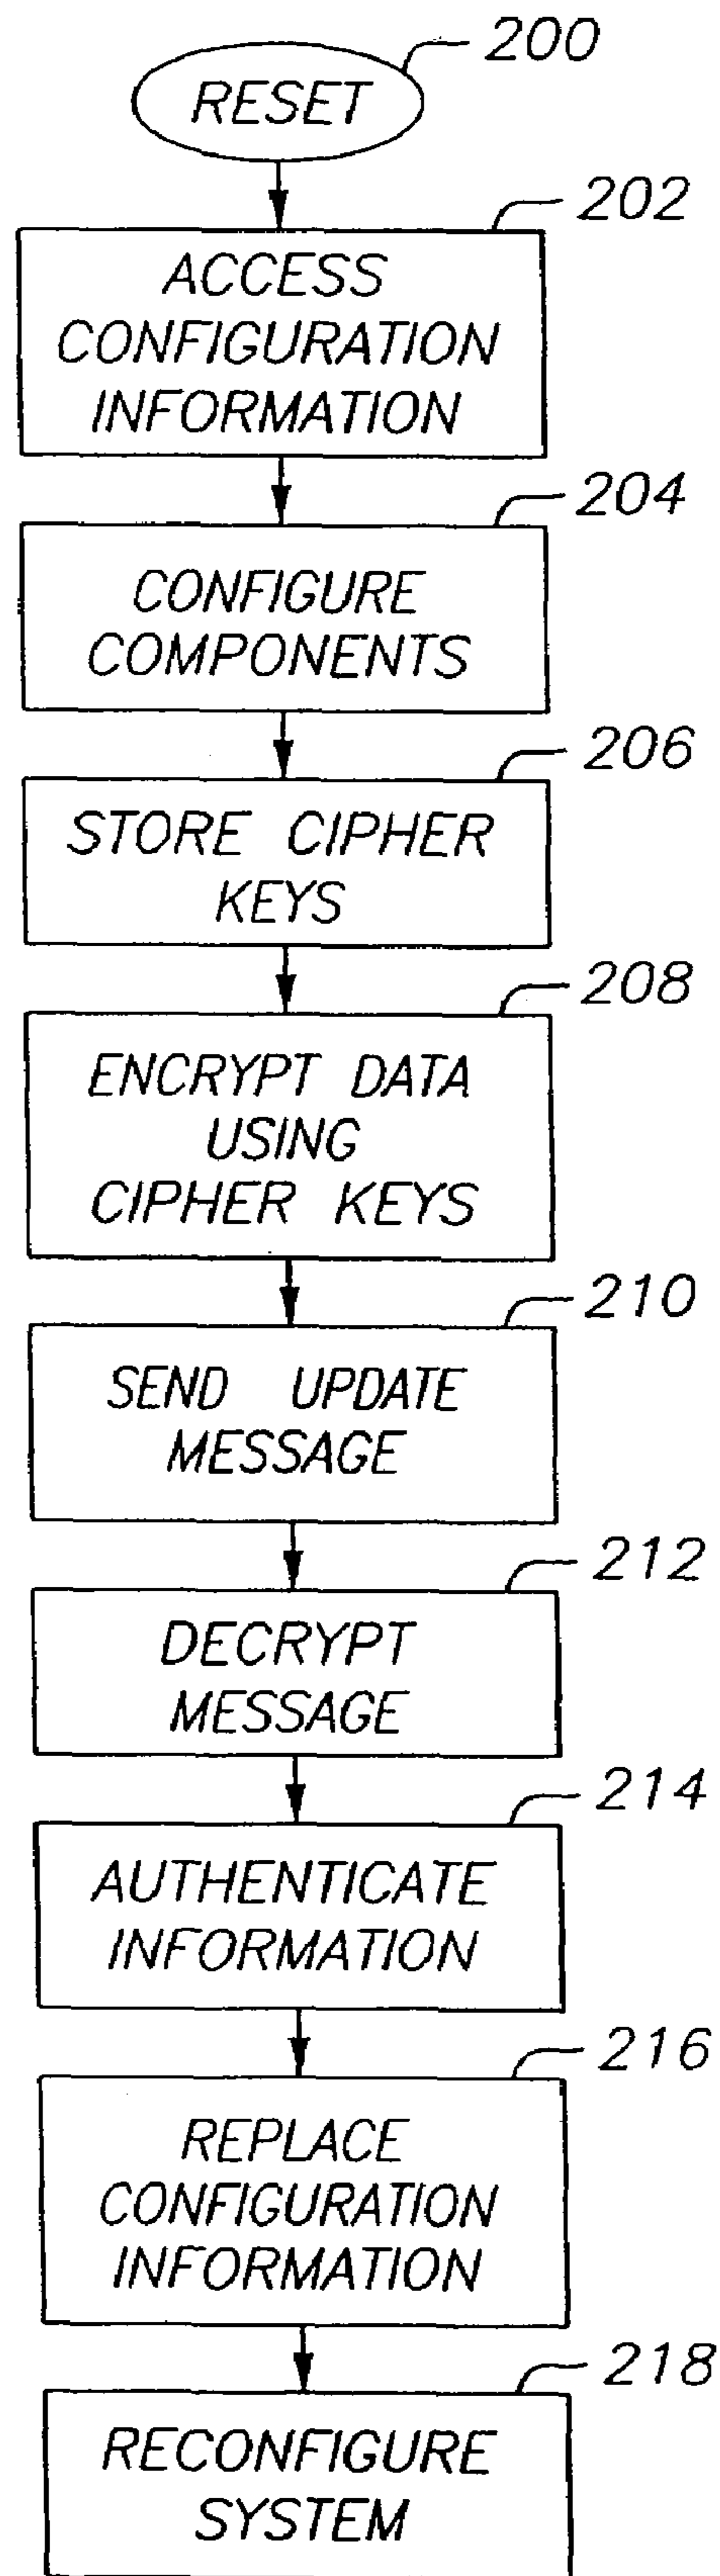 200
RESET
202
ACCESS
CONFIGURATION
INFORMATION
204
CONFIGURE
COMPONENTS
206
STORE CIPHER
KEYS
208
ENCRYPT DATA
USING
CIPHER KEYS
210
SEND UPDATE
MESSAGE
212
DECRYPT
MESSAGE
214
AUTHENTICATE
INFORMATION
216
REPLACE
CONFIGURATION
INFORMATION
218
RECONFIGURE
SYSTEM